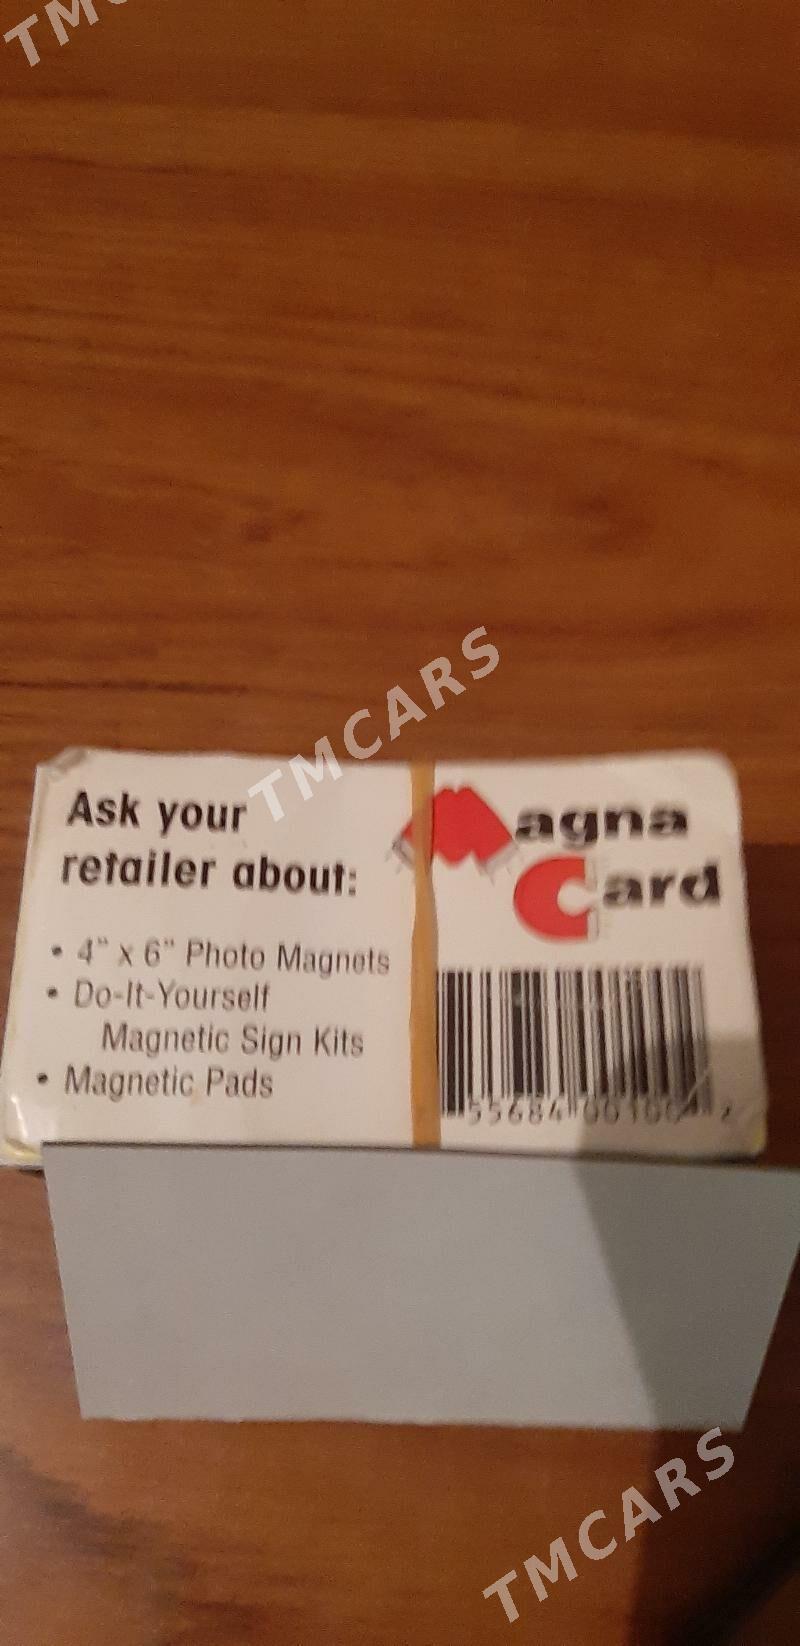 TMCARS
Ask your
retailer about:
• 4" x 6" Photo Magnets
• Do-It-Yourself
Magnetic Sign Kits
• Magnetic Pads
Magna
Card
TMCARS